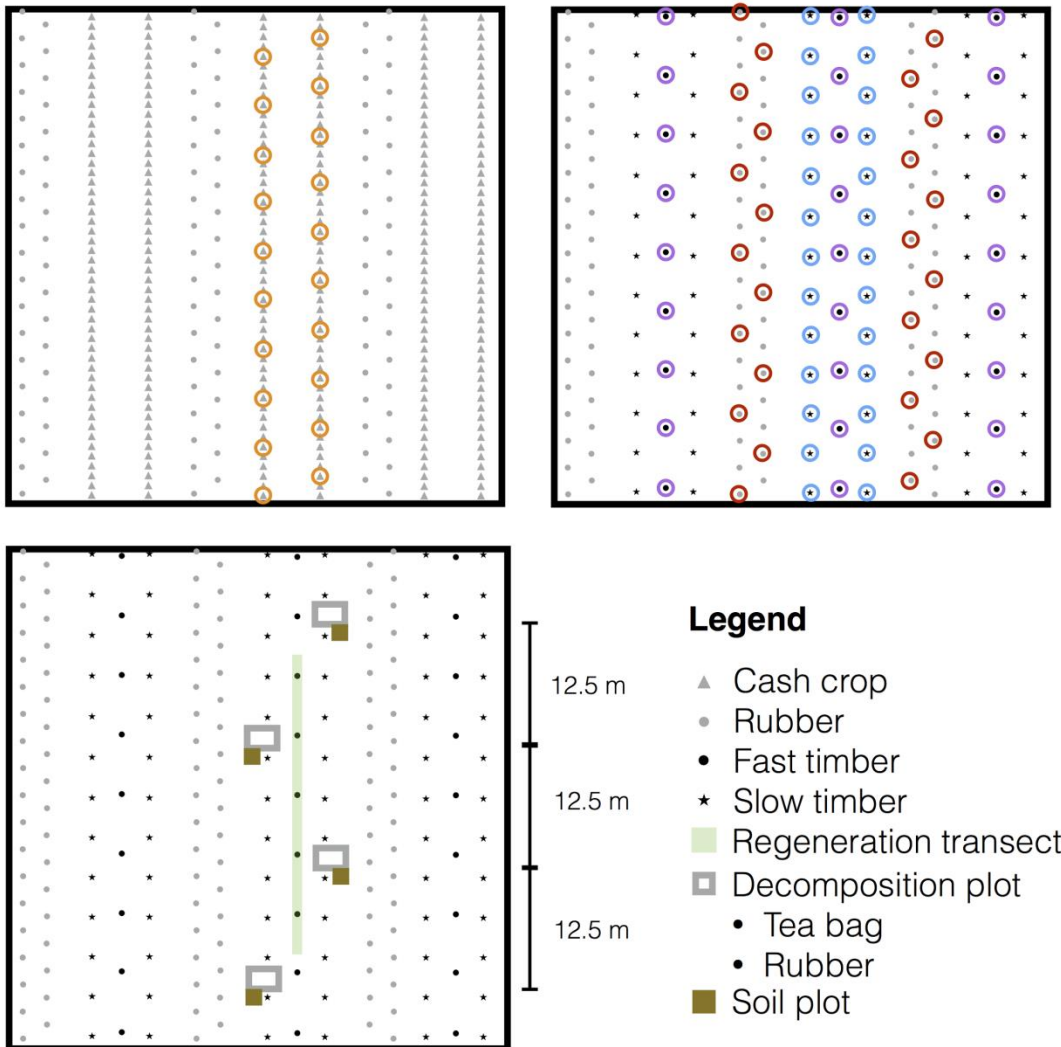 12.5 m
12.5 m
12.5 m
Legend
Cash crop
Rubber
Fast timber
Slow timber
Regeneration transect
Decomposition plot
Tea bag
Rubber
Soil plot